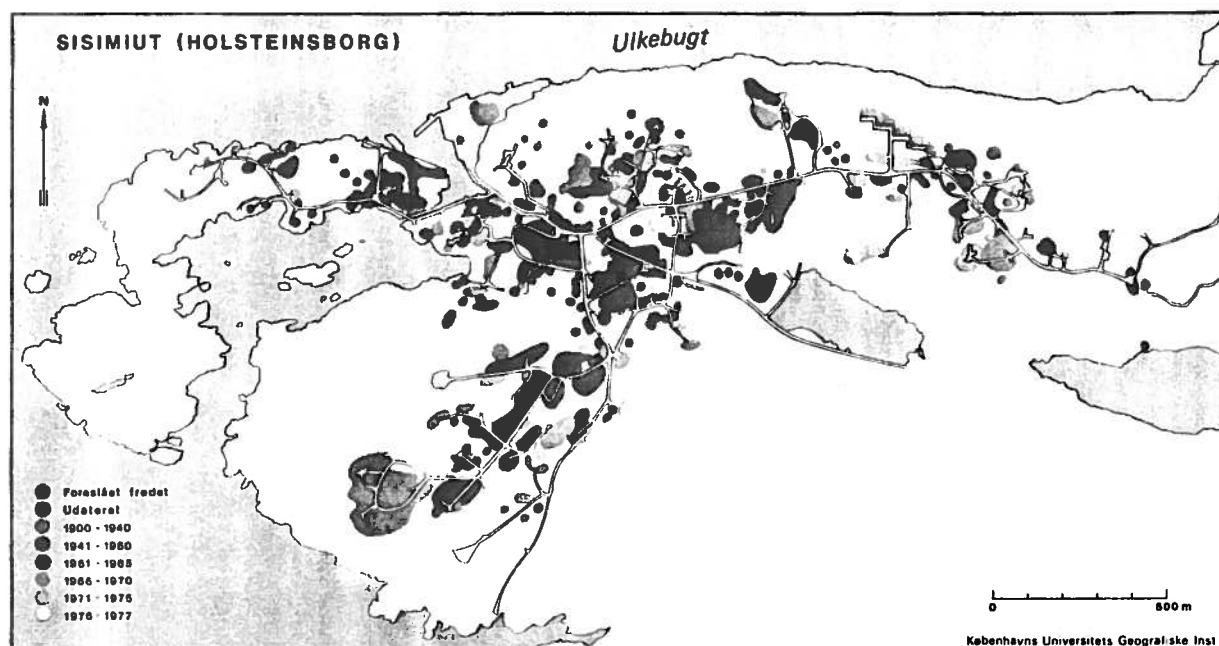 SISIMIUT (HOLSTEINSBORG)
Ulkebugt
N
Foreslået fredet
Udateret
1900 - 1940
1941 - 1960
1961 - 1965
1966 - 1970
1971 - 1975
1976 - 1977
0 500 m
Københavns Universitets Geografiske Inst